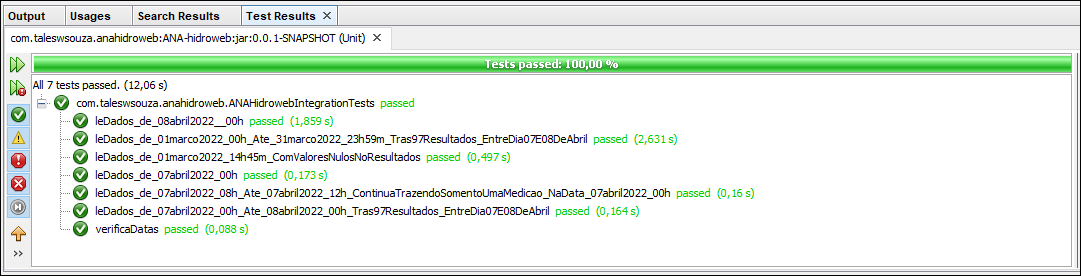 Output Usages Search Results Test Results
com.taleswsouza.anahidroweb:ANA-hidroweb:jar:0.0.1-SNAPSHOT (Unit)
Tests passed: 100,00 %
All 7 tests passed. (12,06 s)
com.taleswsouza.anahidroweb.ANAHidrowebIntegrationTests passed
leDados_de_08abril2022__00h passed (1,859 s)
leDados_de_01marco2022_00h_Ate_31marco2022_23h59m_Tras97Resultados_EntreDia07E08DeAbril passed (2,631 s)
leDados_de_01marco2022_14h45m_ComValoresNulosNoResultados passed (0,497 s)
leDados_de_07abril2022_00h passed (0,173 s)
leDados_de_07abril2022_08h_Ate_07abril2022_12h_ContinuaTrazendoSomentoUmaMedicao_NaData_07abril2022_00h passed (0,16 s)
leDados_de_07abril2022_00h_Ate_08abril2022_00h_Tras97Resultados_EntreDia07E08DeAbril passed (0,164 s)
verificaDatas passed (0,088 s)